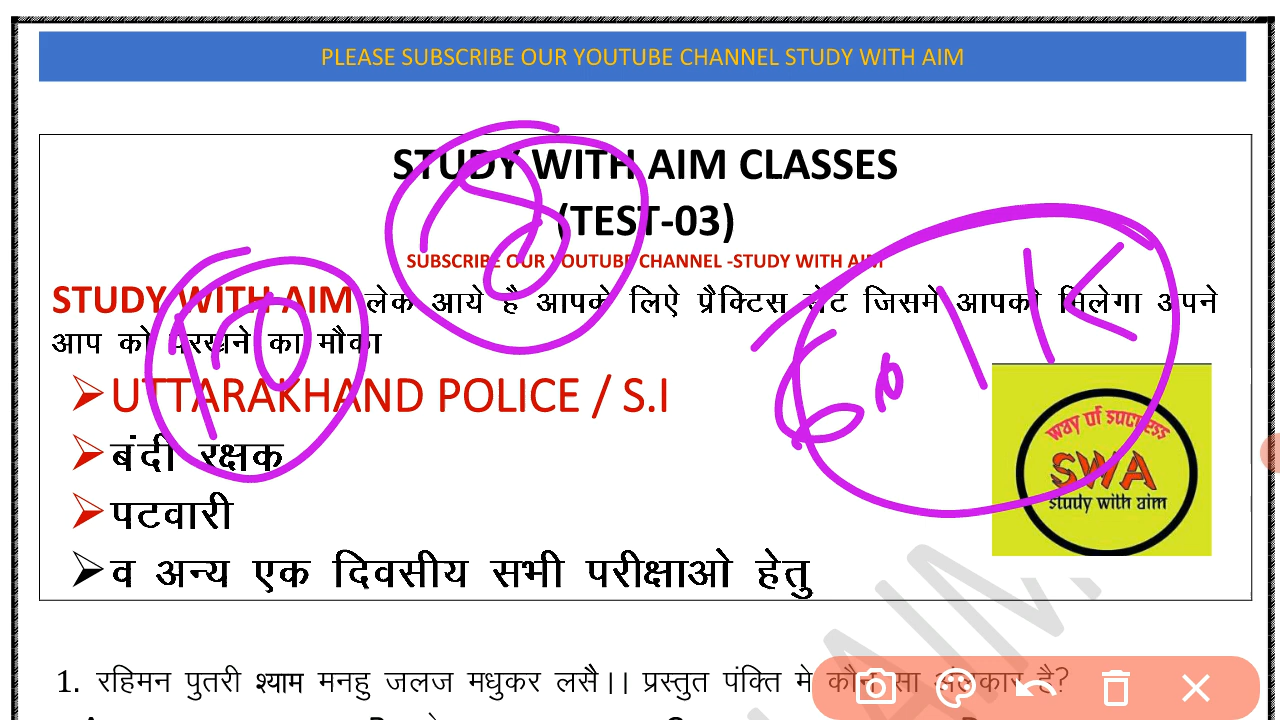 PLEASE SUBSCRIBE OUR YOUTUBE CHANNEL STUDY WITH AIM
STUDY WITH AIM CLASSES
(TEST-03)
SUBSCRIBE OUR YOUTUBE CHANNEL -STUDY WITH AIM
STUDY WITH AIM लेक आये है आपके लिऐ प्रैक्टिस सेट जिसमे आपको मिलेगा अपने
आप को परखने का मौका
UTTARAKHAND POLICE / S.I
बंदी रक्षक
पटवारी
व अन्य एक दिवसीय सभी परीक्षाओ हेतु
way of success
SWA
study with aim
1. रहिमन पुतरी श्याम मनहु जलज मधुकर लसै।। प्रस्तुत पंक्ति मे कौन सा अलंकार है?
AIM